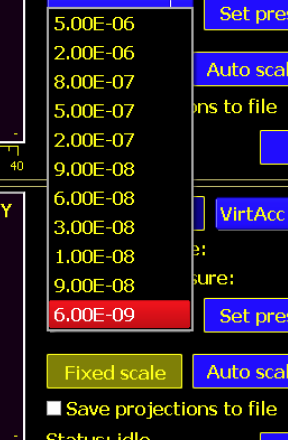 5.00E-06
Set pres
2.00E-06
8.00E-07
Auto scal
5.00E-07
ns to file
2.00E-07
40
9.00E-08
6.00E-08
Y
VirtAcc
3.00E-08
1.00E-08
e:
9.00E-08
sure:
6.00E-09
Set pres
Fixed scale
Auto scal
Save projections to file
Status: idle